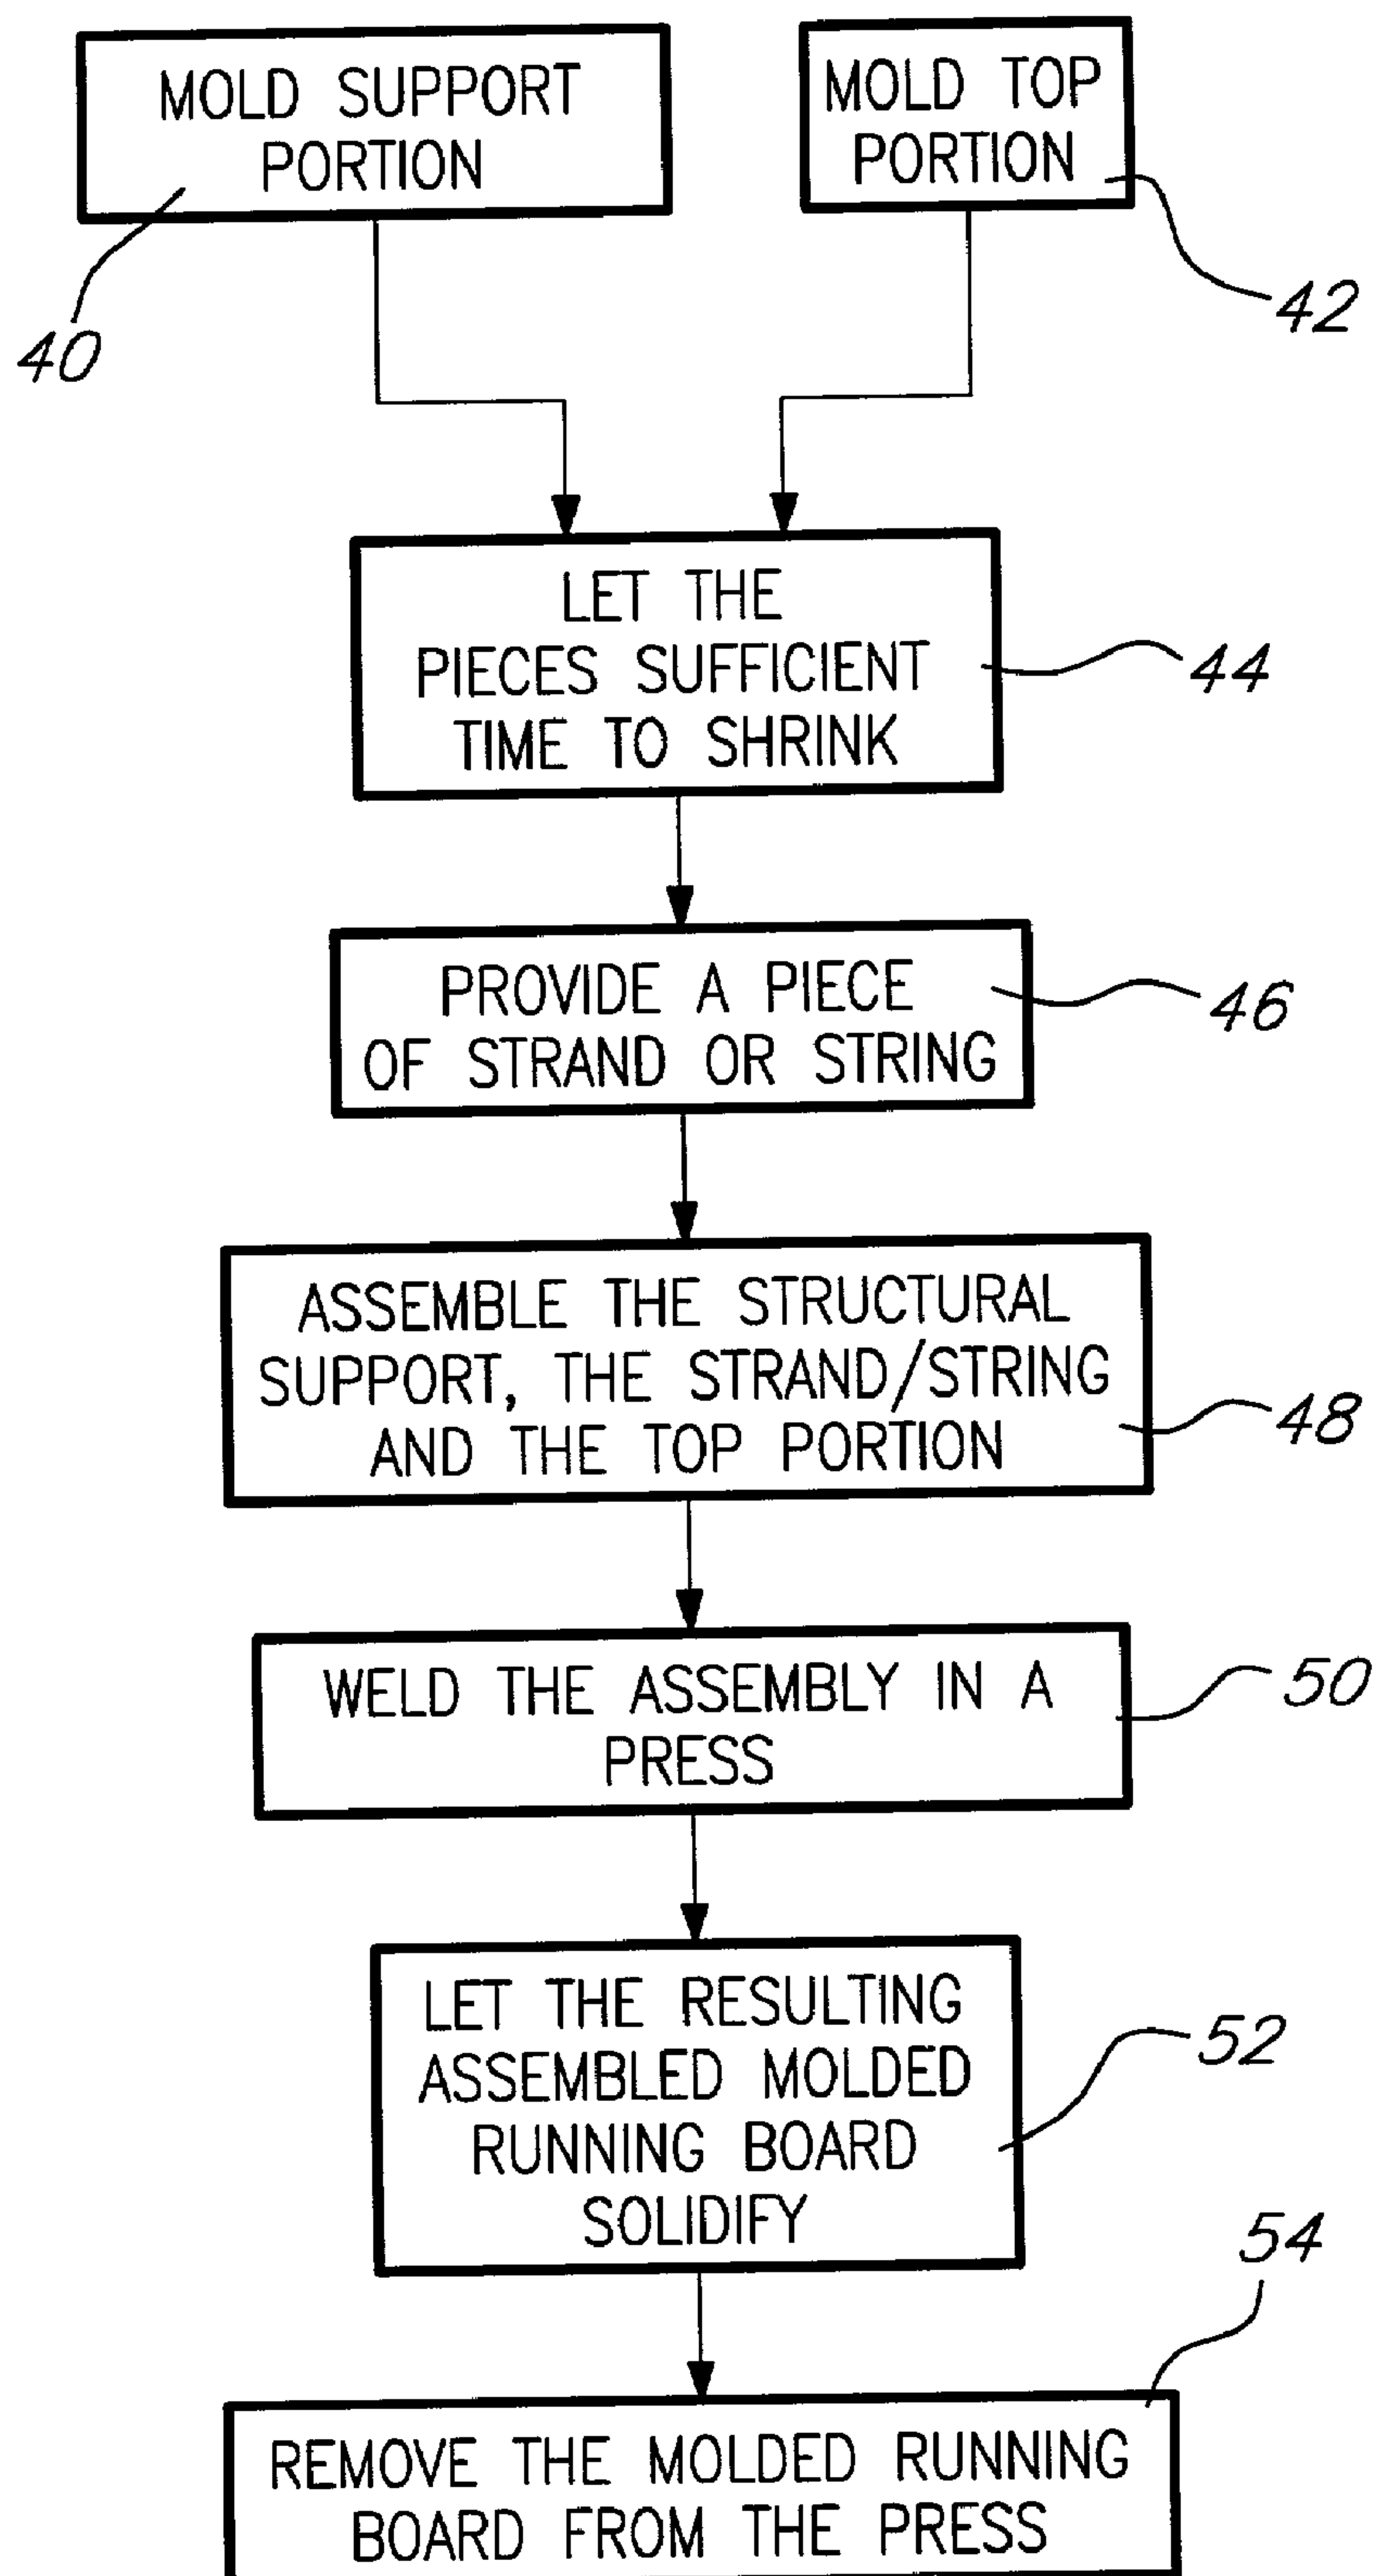 MOLD SUPPORT
PORTION
40
MOLD TOP
PORTION
42
LET THE
PIECES SUFFICIENT
TIME TO SHRINK
44
PROVIDE A PIECE
OF STRAND OR STRING
46
ASSEMBLE THE STRUCTURAL
SUPPORT, THE STRAND/STRING
AND THE TOP PORTION
48
WELD THE ASSEMBLY IN A
PRESS
50
LET THE RESULTING
ASSEMBLED MOLDED
RUNNING BOARD
SOLIDIFY
52
54
REMOVE THE MOLDED RUNNING
BOARD FROM THE PRESS